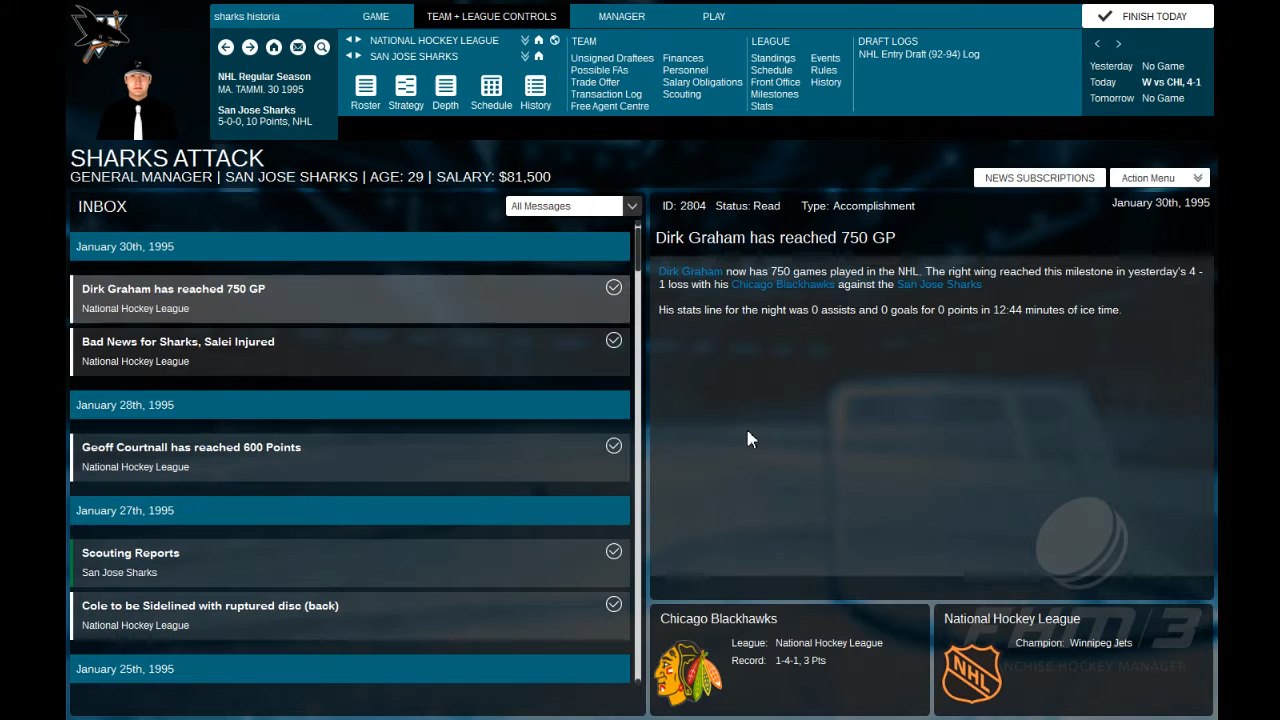 sharks historia
GAME
TEAM + LEAGUE CONTROLS
MANAGER
PLAY
FINISH TODAY
NHL Regular Season
MA. TAMMI. 30 1995
San Jose Sharks
5-0-0, 10 Points, NHL
NATIONAL HOCKEY LEAGUE
SAN JOSE SHARKS
Roster
Strategy
Depth
Schedule
History
TEAM
Unsigned Draftees
Possible FAs
Trade Offer
Transaction Log
Free Agent Centre
Finances
Personnel
Salary Obligations
Scouting
LEAGUE
Standings
Schedule
Front Office
Milestones
Stats
Events
Rules
History
DRAFT LOGS
NHL Entry Draft (92-94) Log
Yesterday No Game
Today W vs CHI, 4-1
Tomorrow No Game
SHARKS ATTACK
GENERAL MANAGER | SAN JOSE SHARKS | AGE: 29 | SALARY: $81,500
NEWS SUBSCRIPTIONS
Action Menu
INBOX
All Messages
January 30th, 1995
Dirk Graham has reached 750 GP
National Hockey League
Bad News for Sharks, Salei Injured
National Hockey League
January 28th, 1995
Geoff Courtnall has reached 600 Points
National Hockey League
January 27th, 1995
Scouting Reports
San Jose Sharks
Cole to be Sidelined with ruptured disc (back)
National Hockey League
January 25th, 1995
ID: 2804 Status: Read Type: Accomplishment
January 30th, 1995
Dirk Graham has reached 750 GP
Dirk Graham now has 750 games played in the NHL. The right wing reached this milestone in yesterday's 4 -
1 loss with his Chicago Blackhawks against the San Jose Sharks
His stats line for the night was 0 assists and 0 goals for 0 points in 12:44 minutes of ice time.
Chicago Blackhawks
League: National Hockey League
Record: 1-4-1, 3 Pts
National Hockey League
Champion: Winnipeg Jets
NHL